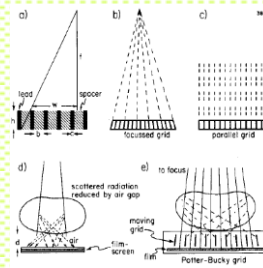 a)
b)
c)
f
lead
spacer
w
h
b
focussed grid
parallel grid
d)
e)
scattered radiation
reduced by air gap
to focus
moving
grid
d
air
film-
screen
film
Potter-Bucky grid